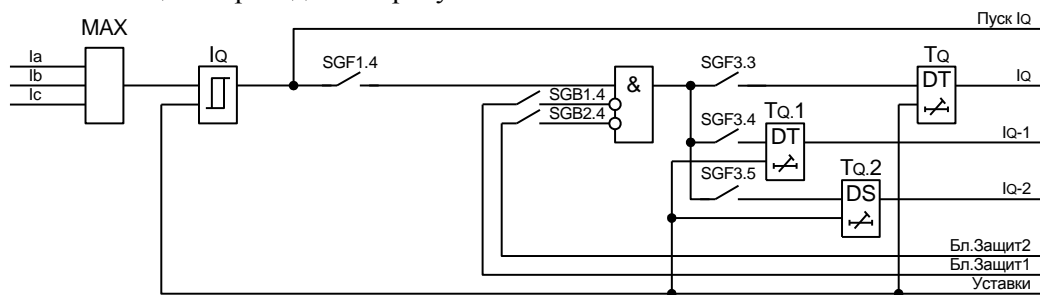 MAX
Пуск IQ
Ia
Ib
Ic
IQ
SGF1.4
SGB1.4
SGB2.4
&
SGF3.3
TQ
DT
IQ
SGF3.4
TQ.1
DT
IQ-1
SGF3.5
TQ.2
DS
IQ-2
Бл.Защит2
Бл.Защит1
Уставки